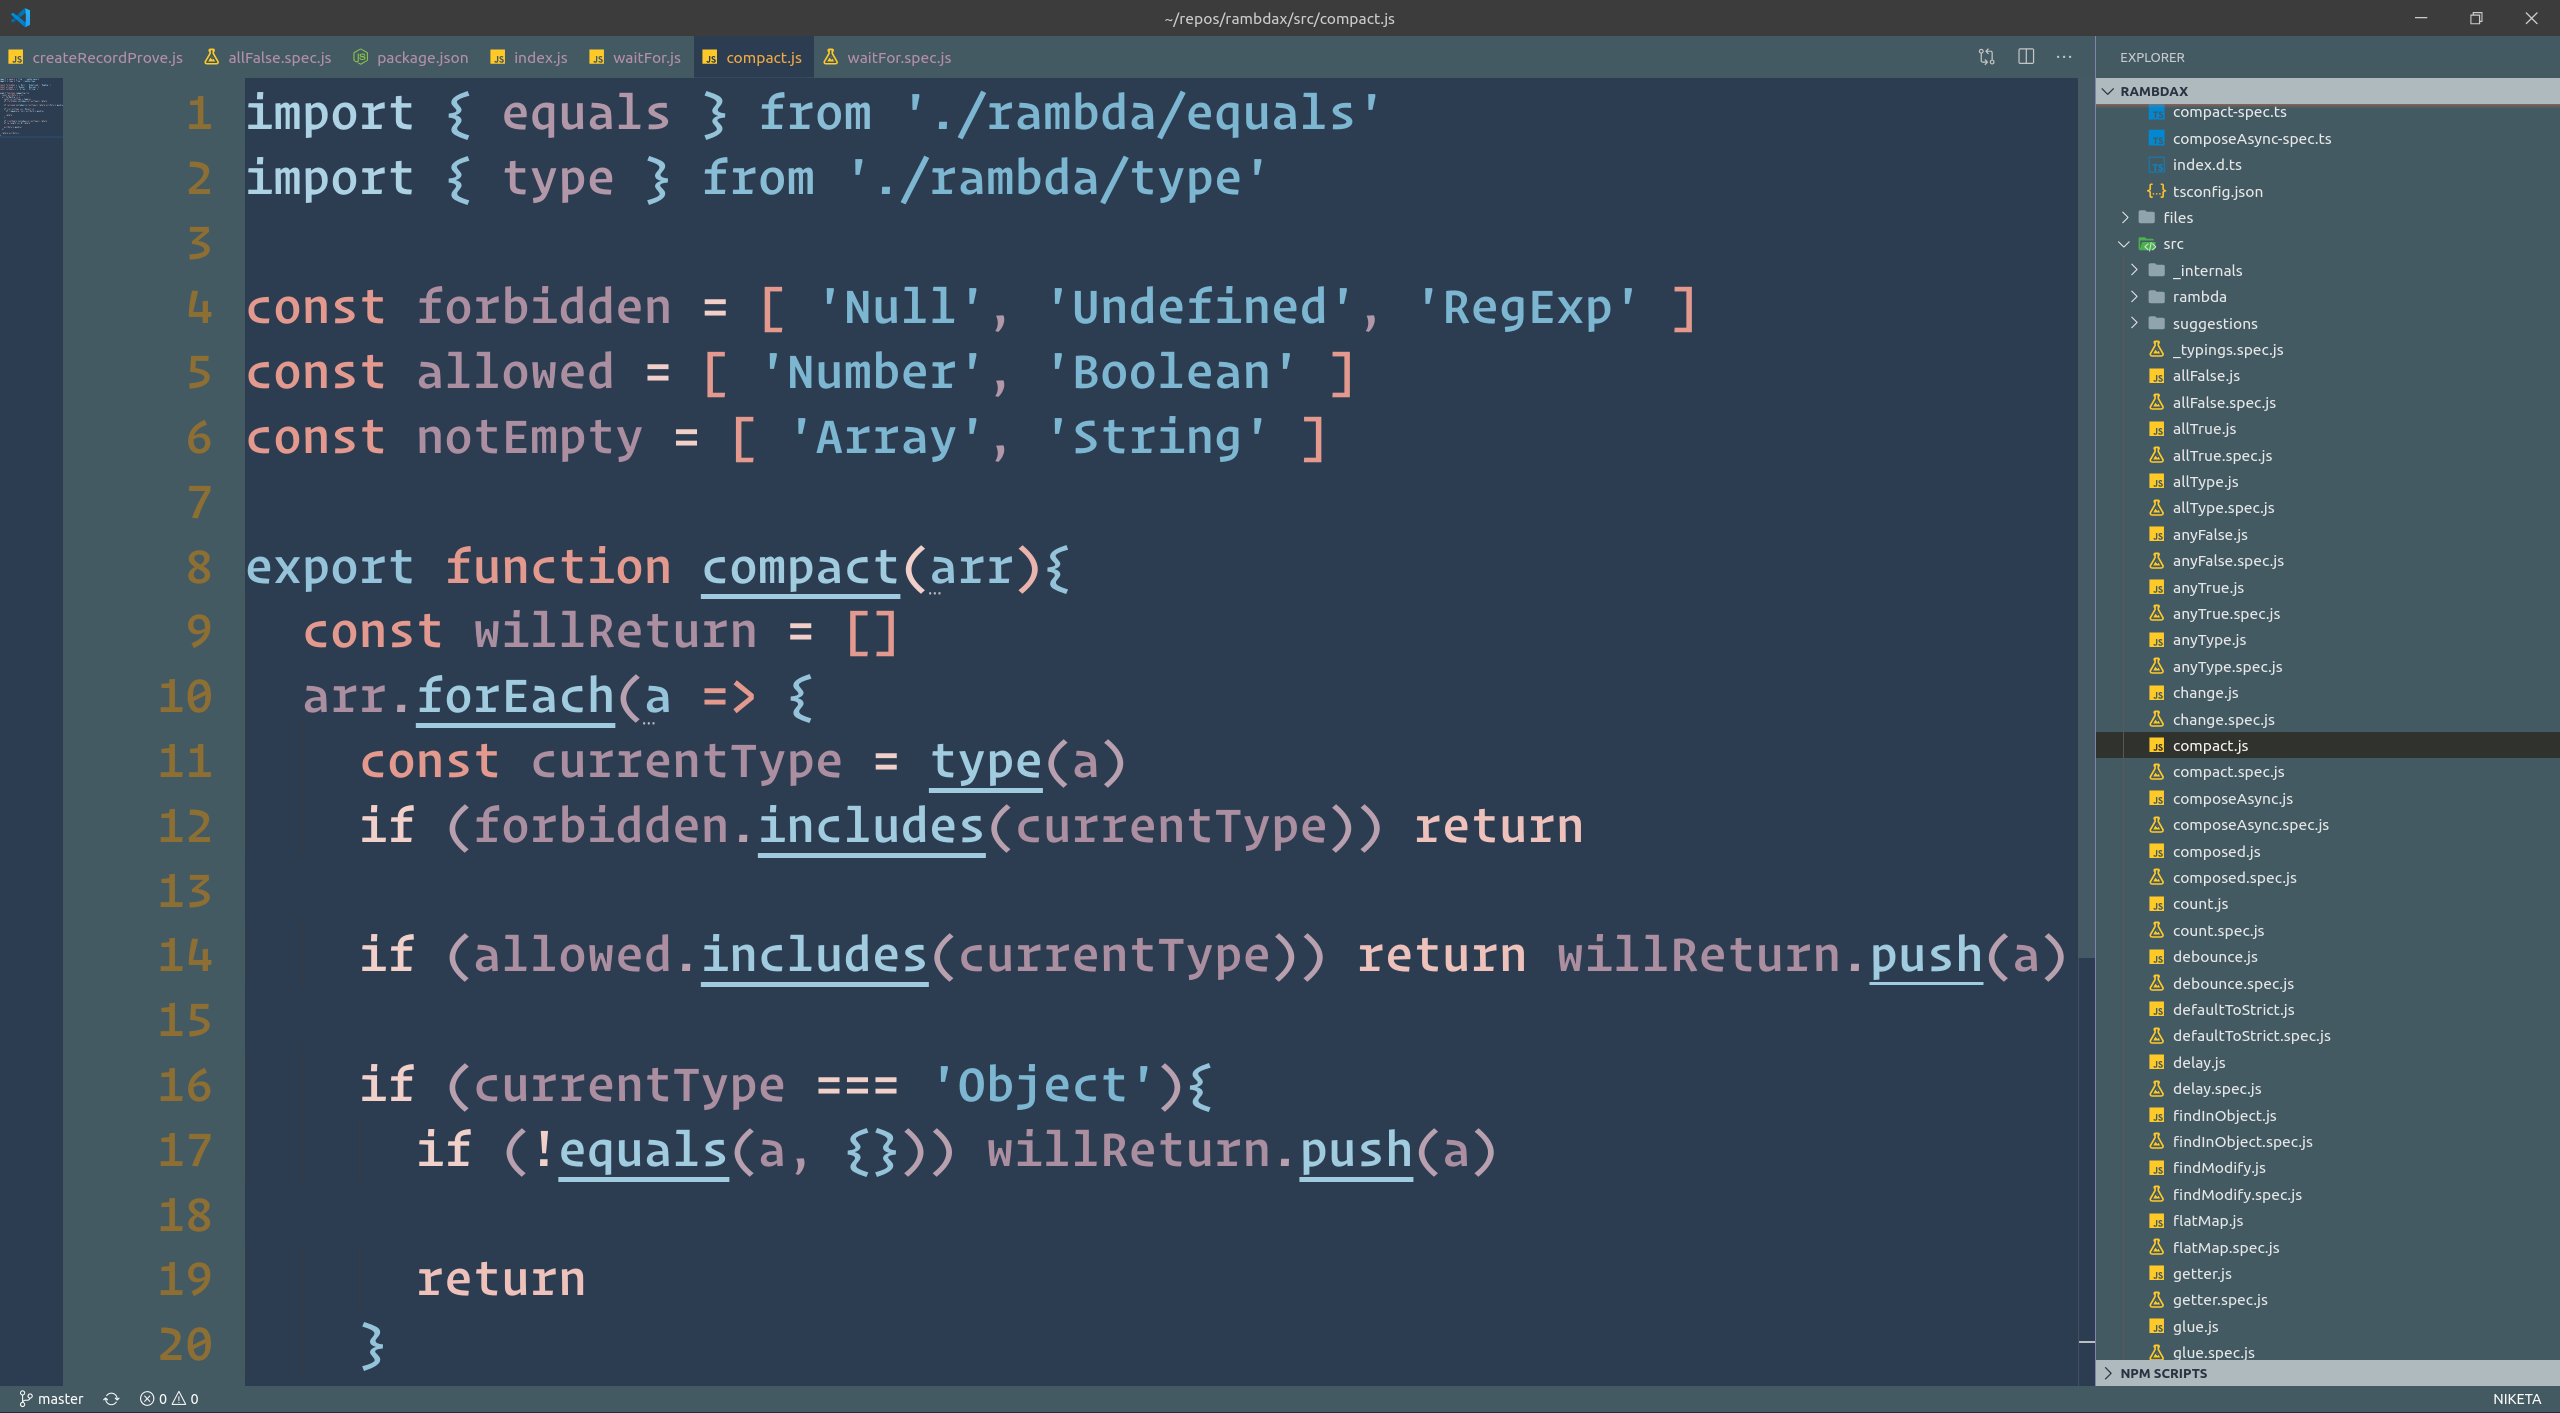 ~/repos/rambdax/src/compact.js
createRecordProve.js allFalse.spec.js package.json index.js waitFor.js compact.js waitFor.spec.js
1 import { equals } from './rambda/equals'
2 import { type } from './rambda/type'
3
4 const forbidden = [ 'Null', 'Undefined', 'RegExp' ]
5 const allowed = [ 'Number', 'Boolean' ]
6 const notEmpty = [ 'Array', 'String' ]
7
8 export function compact(arr){
9 const willReturn = []
10 arr.forEach(a => {
11 const currentType = type(a)
12 if (forbidden.includes(currentType)) return
13
14 if (allowed.includes(currentType)) return willReturn.push(a)
15
16 if (currentType === 'Object'){
17 if (!equals(a, {})) willReturn.push(a)
18
19 return
20 }
EXPLORER
RAMBDAX
compact-spec.ts
composeAsync-spec.ts
index.d.ts
tsconfig.json
files
src
_internals
rambda
suggestions
_typings.spec.js
allFalse.js
allFalse.spec.js
allTrue.js
allTrue.spec.js
allType.js
allType.spec.js
anyFalse.js
anyFalse.spec.js
anyTrue.js
anyTrue.spec.js
anyType.js
anyType.spec.js
change.js
change.spec.js
compact.js
compact.spec.js
composeAsync.js
composeAsync.spec.js
composed.js
composed.spec.js
count.js
count.spec.js
debounce.js
debounce.spec.js
defaultToStrict.js
defaultToStrict.spec.js
delay.js
delay.spec.js
findInObject.js
findInObject.spec.js
findModify.js
findModify.spec.js
flatMap.js
flatMap.spec.js
getter.js
getter.spec.js
glue.js
glue.spec.js
NPM SCRIPTS
master 0 0
NIKETA